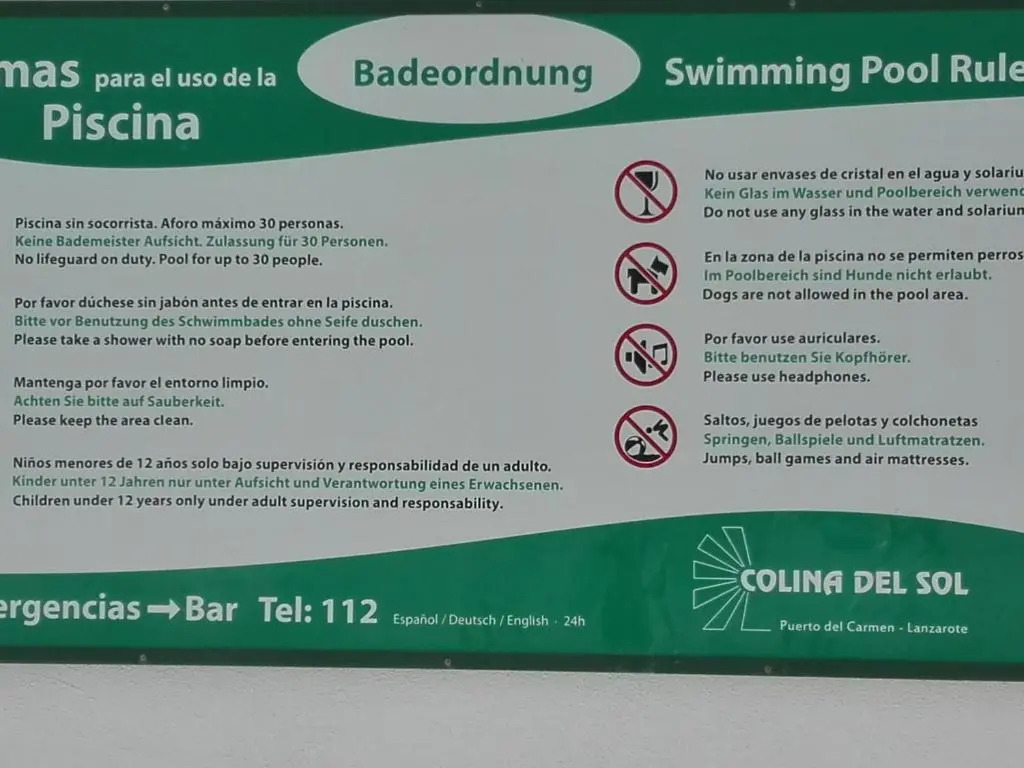 mas para el uso de la
Piscina
Badeordnung
Swimming Pool Rule
Piscina sin socorrista. Aforo máximo 30 personas.
Keine Bademeister Aufsicht. Zulassung für 30 Personen.
No lifeguard on duty. Pool for up to 30 people.
Por favor dúchese sin jabón antes de entrar en la piscina.
Bitte vor Benutzung des Schwimmbades ohne Seife duschen.
Please take a shower with no soap before entering the pool.
Mantenga por favor el entorno limpio.
Achten Sie bitte auf Sauberkeit.
Please keep the area clean.
Niños menores de 12 años solo bajo supervisión y responsabilidad de un adulto.
Kinder unter 12 Jahren nur unter Aufsicht und Verantwortung eines Erwachsenen.
Children under 12 years only under adult supervision and responsability.
No usar envases de cristal en el agua y solariu
Kein Glas im Wasser und Poolbereich verwend
Do not use any glass in the water and solarium
En la zona de la piscina no se permiten perros
Im Poolbereich sind Hunde nicht erlaubt.
Dogs are not allowed in the pool area.
Por favor use auriculares.
Bitte benutzen Sie Kopfhörer.
Please use headphones.
Saltos, juegos de pelotas y colchonetas
Springen, Ballspiele und Luftmatratzen.
Jumps, ball games and air mattresses.
ergencias → Bar Tel: 112 Español / Deutsch / English · 24h
COLINA DEL SOL
Puerto del Carmen - Lanzarote